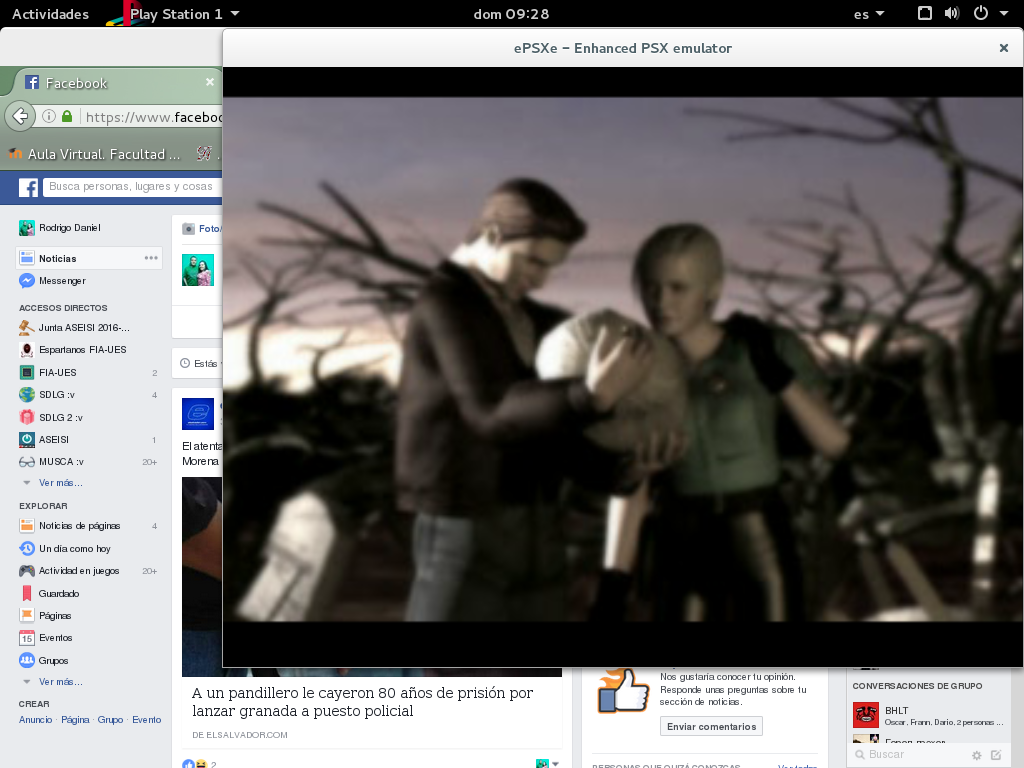 Actividades
Play Station 1
dom 09:28
es
ePSXe - Enhanced PSX emulator
Facebook
https://www.facebo
Aula Virtual. Facultad ...
Busca personas, lugares y cosas
Rodrigo Daniel
Noticias
Messenger
ACCESOS DIRECTOS
Junta ASEISI 2016-...
Espartanos FIA-UES
FIA-UES 2
SDLG :v 4
SDLG 2 :v
ASEISI 1
MUSCA :v 20+
Ver más...
EXPLORAR
Noticias de páginas 4
Un día como hoy
Actividad en juegos 20+
Guardado
Páginas
Eventos
Grupos
Ver más...
CREAR
Anuncio · Página · Grupo · Evento
Foto/
Estás
El atenta
Morena
A un pandillero le cayeron 80 años de prisión por
lanzar granada a puesto policial
DE ELSALVADOR.COM
2
Nos gustaría conocer tu opinión.
Responde unas preguntas sobre tu
sección de noticias.
Enviar comentarios
PERSONAS QUE QUIZÁ CONOZCAS
Ver todas
CONVERSACIONES DE GRUPO
BHLT
Oscar, Frann, Dario, 2 personas ...
Buscar